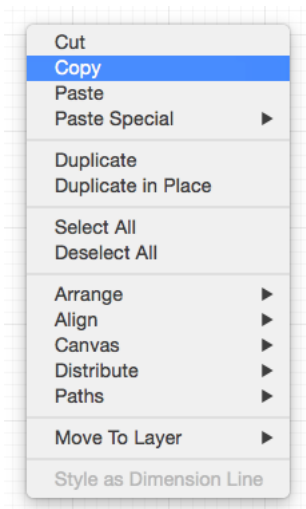 Cut
Copy
Paste
Paste Special
Duplicate
Duplicate in Place
Select All
Deselect All
Arrange
Align
Canvas
Distribute
Paths
Move To Layer
Style as Dimension Line